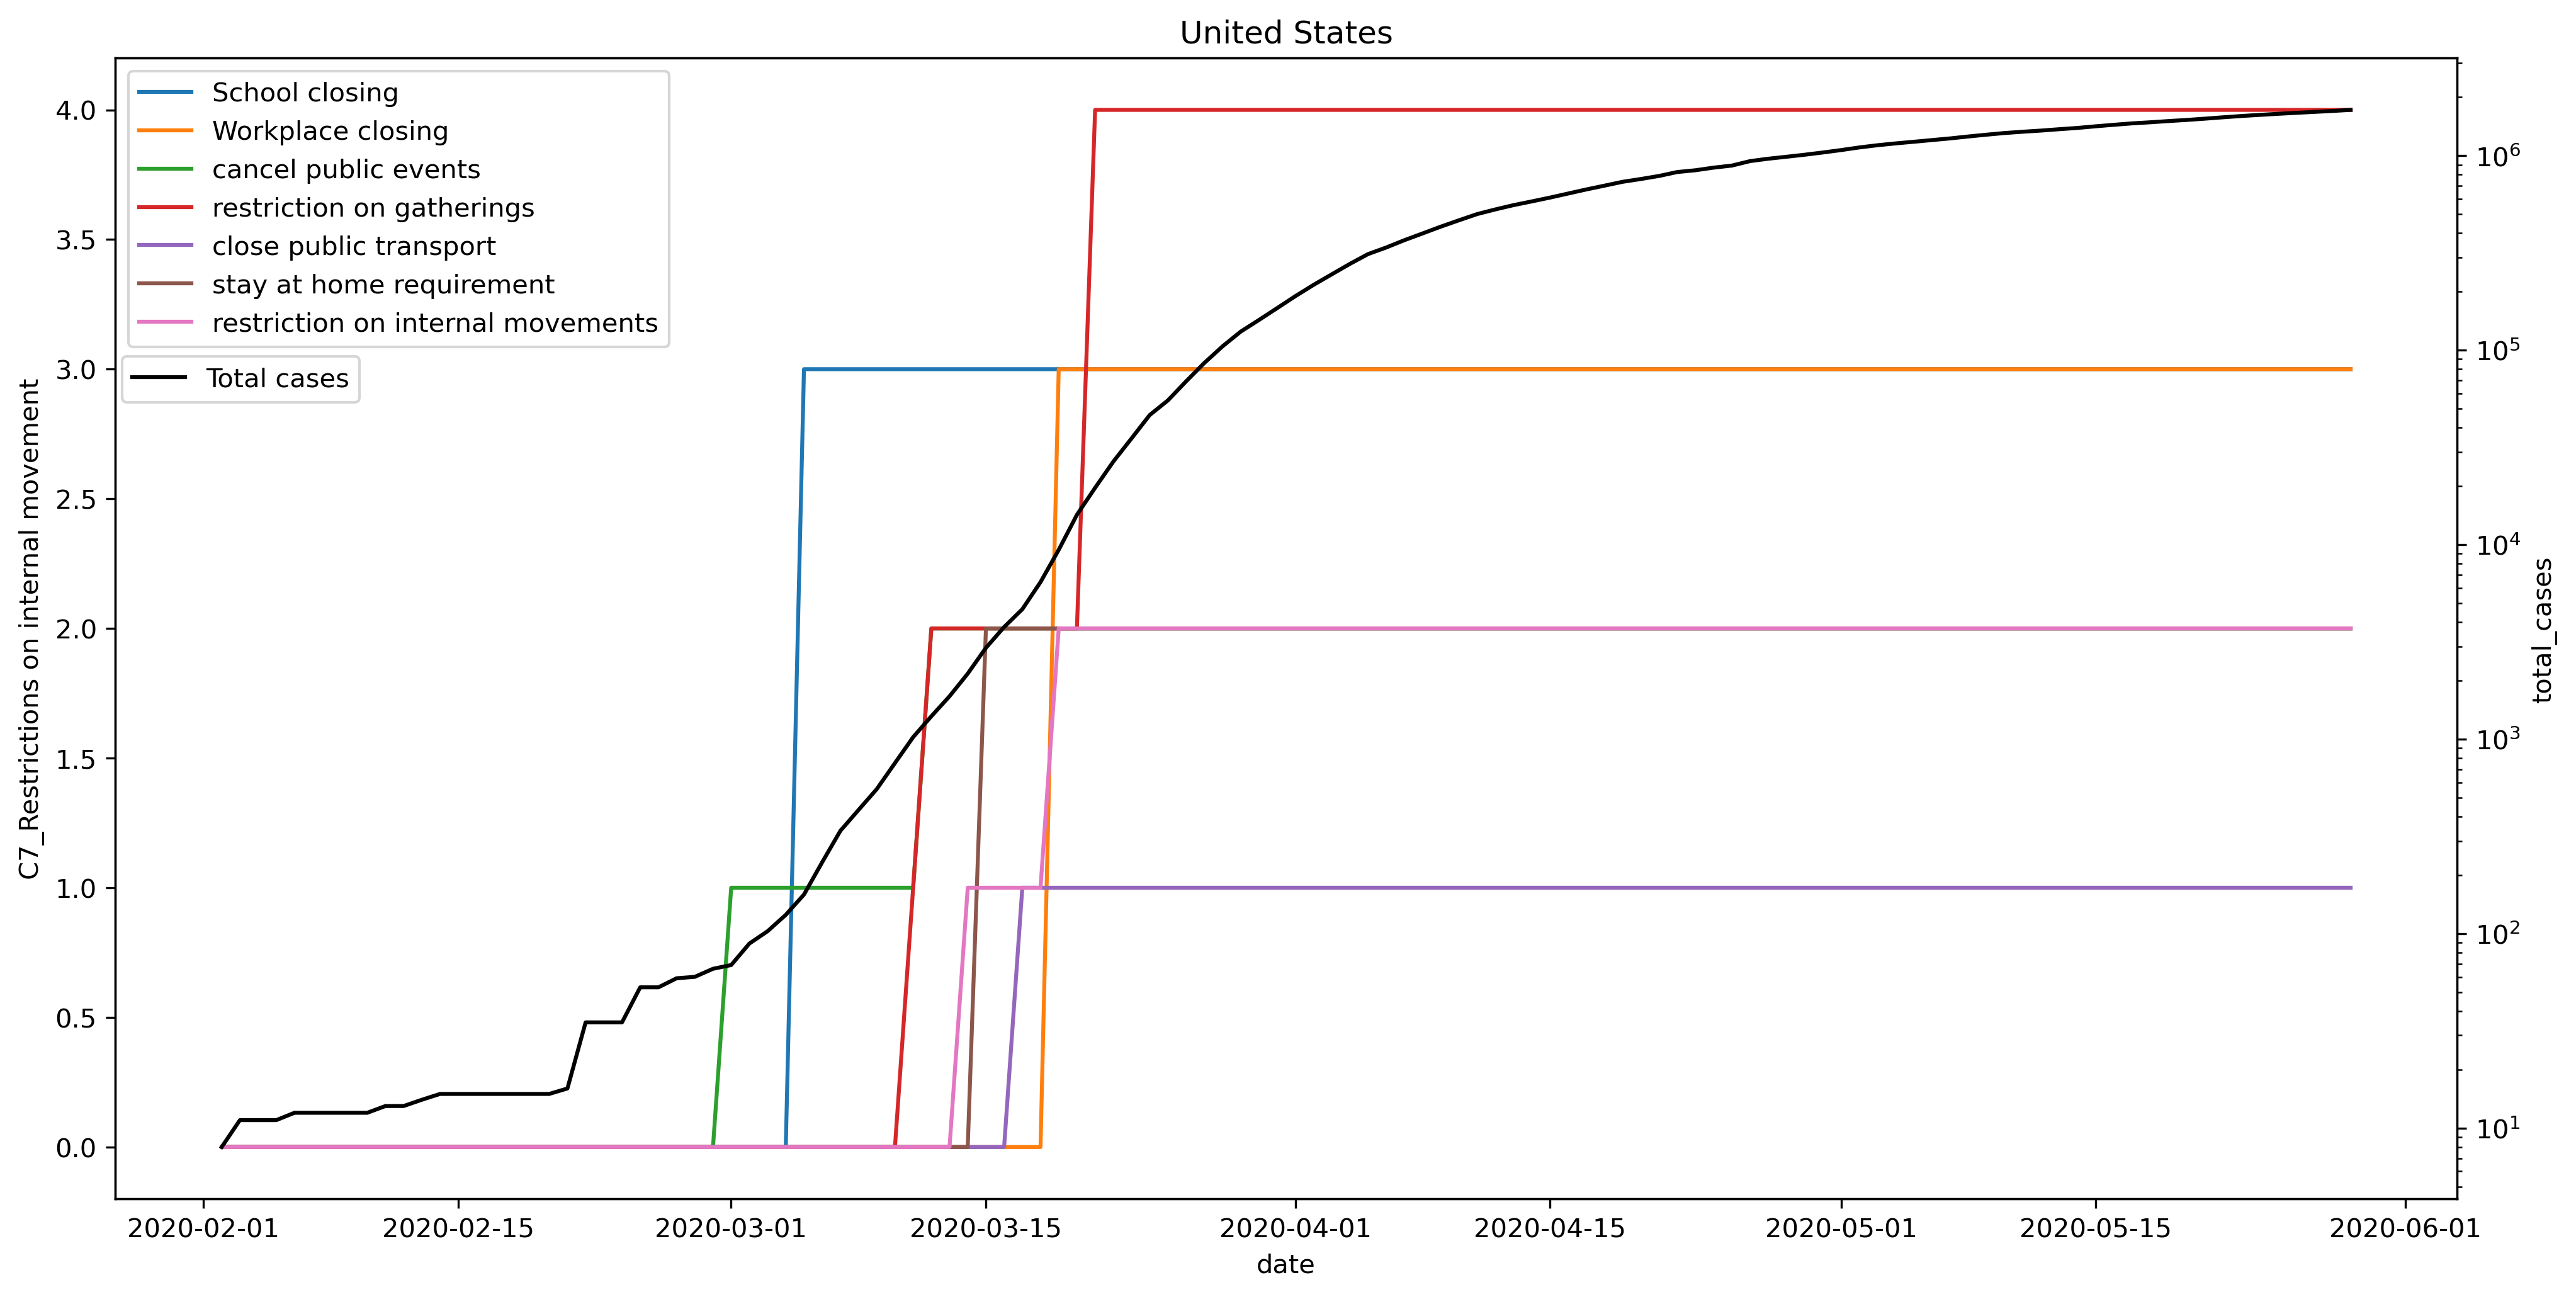 United States
School closing
Workplace closing
cancel public events
restriction on gatherings
close public transport
stay at home requirement
restriction on internal movements
Total cases
C7_Restrictions on internal movement
4.0
3.5
3.0
2.5
2.0
1.5
1.0
0.5
0.0
10⁶
10⁵
10⁴
10³
10²
10¹
total_cases
2020-02-01 2020-02-15 2020-03-01 2020-03-15 2020-04-01 2020-04-15 2020-05-01 2020-05-15 2020-06-01
date